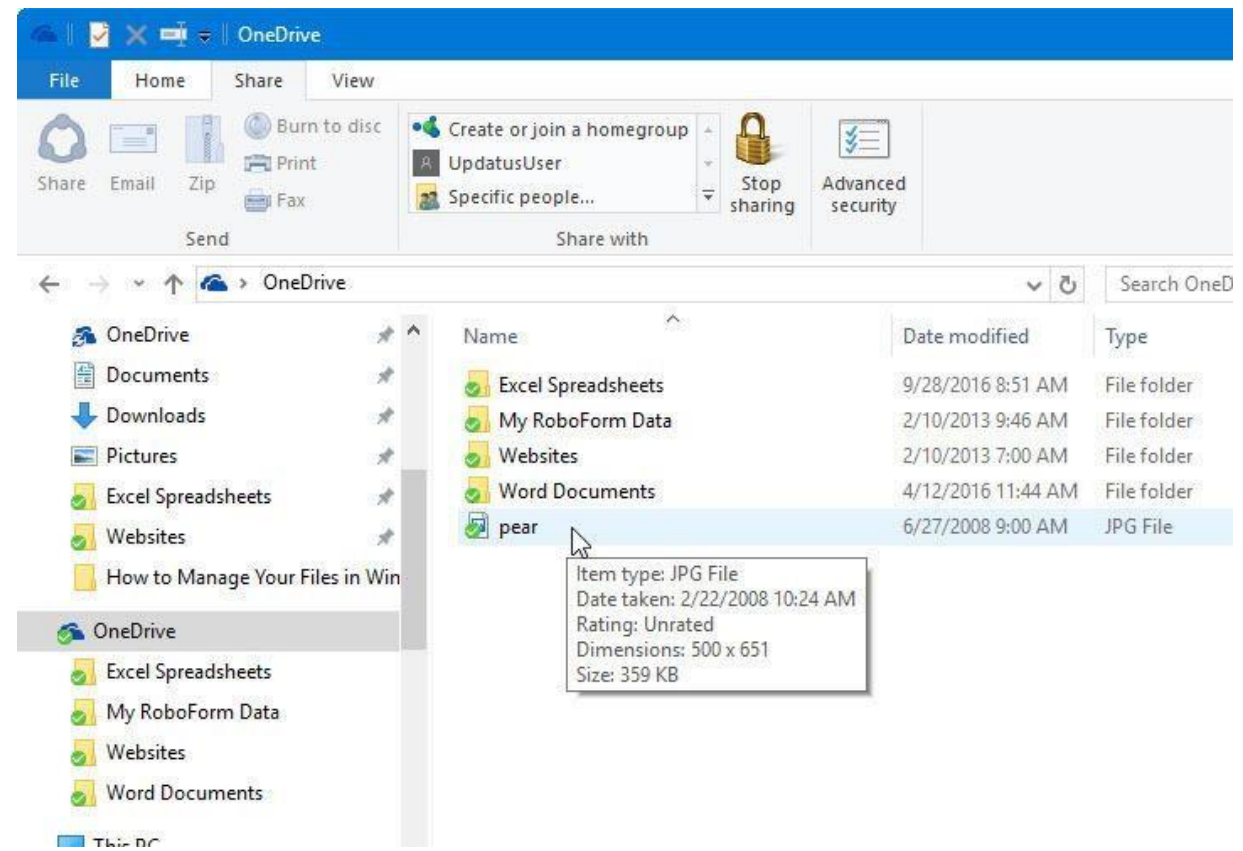 OneDrive
File Home Share View
Share Email Zip Burn to disc Print Fax
Send
Create or join a homegroup
UpdatusUser
Specific people...
Stop sharing
Share with
Advanced security
OneDrive
Search OneD
OneDrive
Documents
Downloads
Pictures
Excel Spreadsheets
Websites
How to Manage Your Files in Win
OneDrive
Excel Spreadsheets
My RoboForm Data
Websites
Word Documents
This PC
Name Date modified Type
Excel Spreadsheets 9/28/2016 8:51 AM File folder
My RoboForm Data 2/10/2013 9:46 AM File folder
Websites 2/10/2013 7:00 AM File folder
Word Documents 4/12/2016 11:44 AM File folder
pear 6/27/2008 9:00 AM JPG File
Item type: JPG File
Date taken: 2/22/2008 10:24 AM
Rating: Unrated
Dimensions: 500 x 651
Size: 359 KB